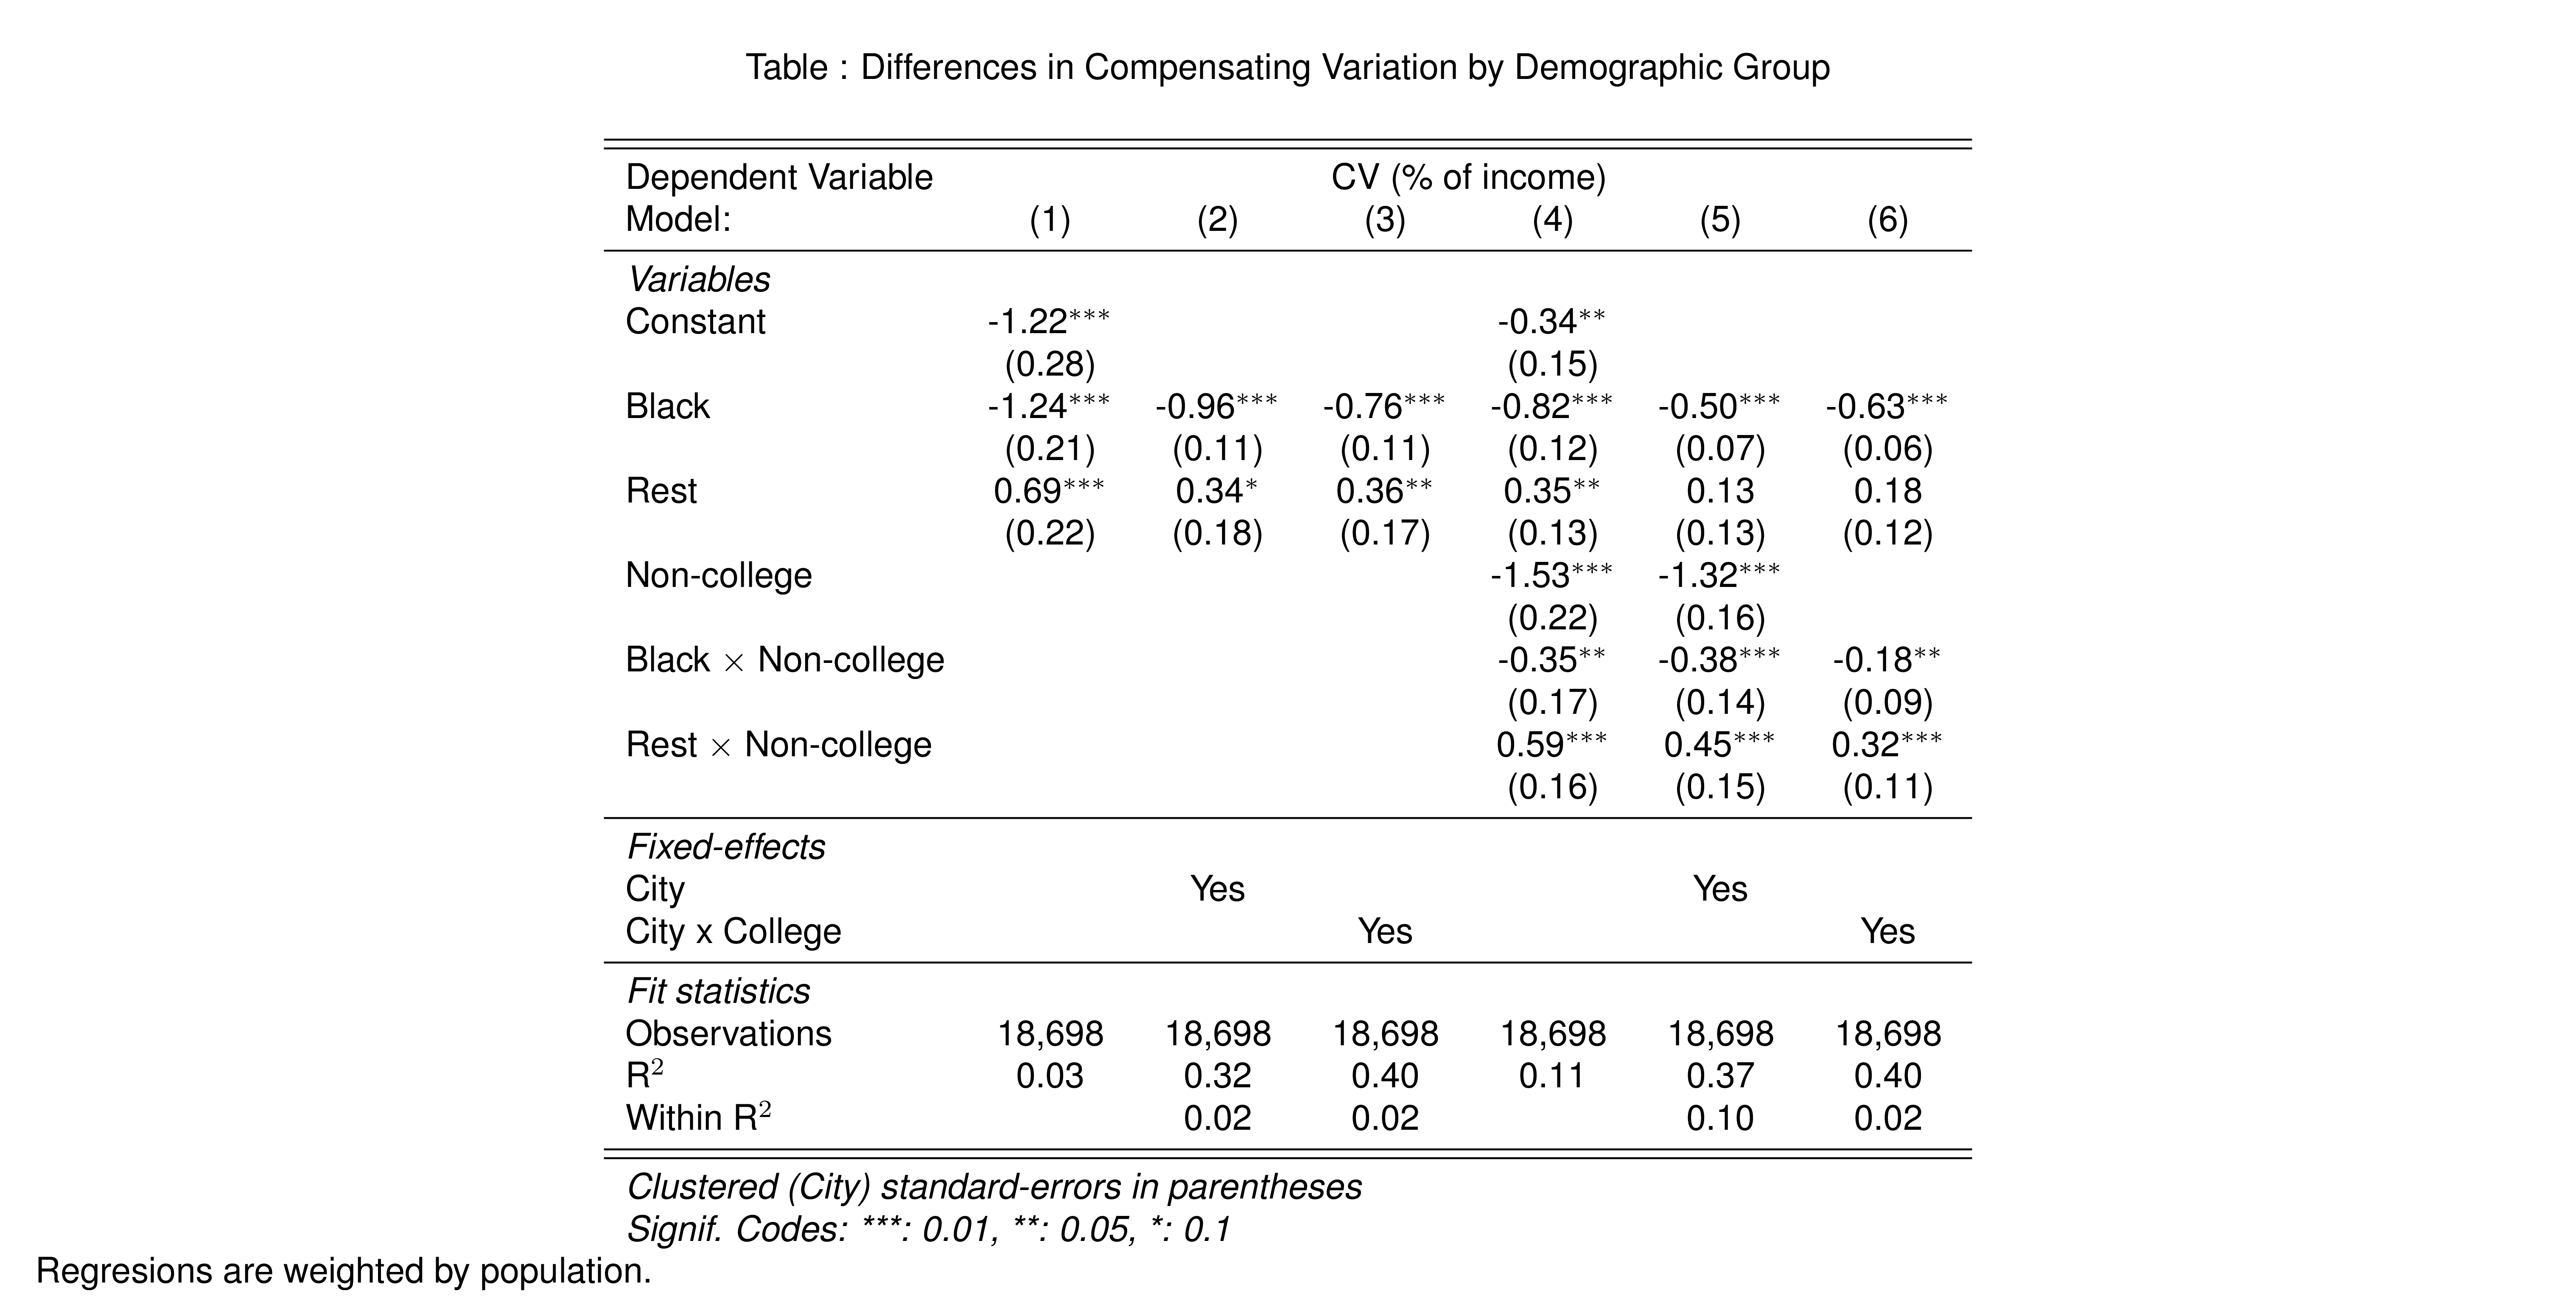 Table : Differences in Compensating Variation by Demographic Group
Dependent Variable CV (% of income)
Model: (1) (2) (3) (4) (5) (6)
Variables
Constant -1.22*** -0.34**
(0.28) (0.15)
Black -1.24*** -0.96*** -0.76*** -0.82*** -0.50*** -0.63***
(0.21) (0.11) (0.11) (0.12) (0.07) (0.06)
Rest 0.69*** 0.34* 0.36** 0.35** 0.13 0.18
(0.22) (0.18) (0.17) (0.13) (0.13) (0.12)
Non-college -1.53*** -1.32***
(0.22) (0.16)
Black × Non-college -0.35** -0.38*** -0.18**
(0.17) (0.14) (0.09)
Rest × Non-college 0.59*** 0.45*** 0.32***
(0.16) (0.15) (0.11)
Fixed-effects
City Yes Yes
City x College Yes Yes
Fit statistics
Observations 18,698 18,698 18,698 18,698 18,698 18,698
R² 0.03 0.32 0.40 0.11 0.37 0.40
Within R² 0.02 0.02 0.10 0.02
Clustered (City) standard-errors in parentheses
Signif. Codes: ***: 0.01, **: 0.05, *: 0.1
Regresions are weighted by population.